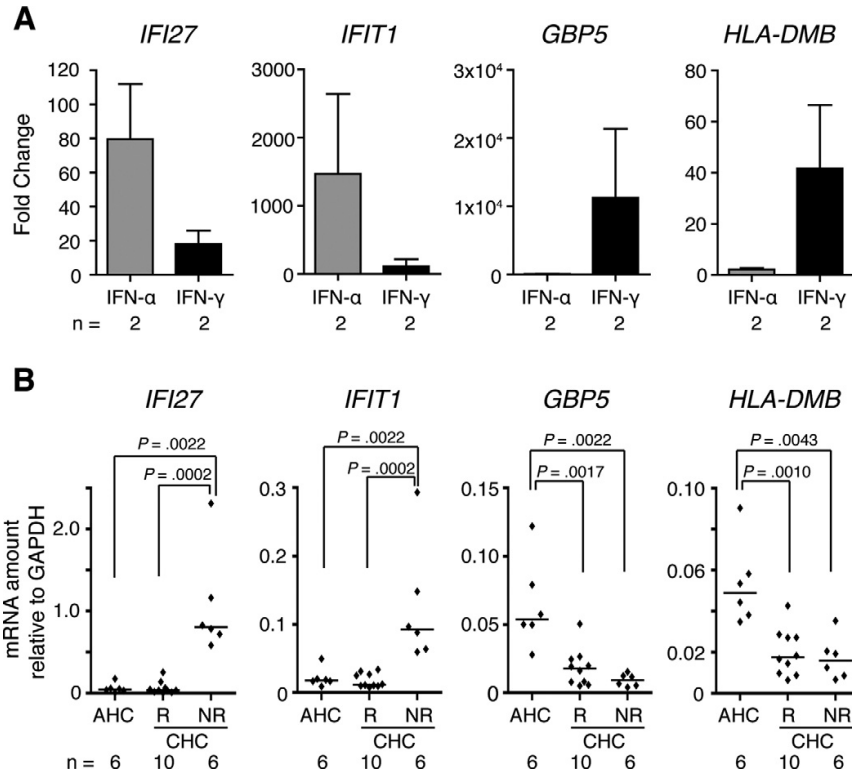 A
IFI27 IFIT1 GBP5 HLA-DMB
Fold Change
120 100 80 60 40 20 0
3000 2000 1000 0
3x10⁴ 2x10⁴ 1x10⁴ 0
80 60 40 20 0
IFN-α IFN-γ IFN-α IFN-γ IFN-α IFN-γ IFN-α IFN-γ
n = 2 2 2 2 2 2 2 2
B
IFI27 IFIT1 GBP5 HLA-DMB
P = .0022 P = .0022 P = .0022 P = .0043
P = .0002 P = .0002 P = .0017 P = .0010
mRNA amount
relative to GAPDH
2.0 1.0 0
0.3 0.2 0.1 0
0.15 0.10 0.05 0
0.10 0.06 0.02 0
AHC R NR AHC R NR AHC R NR AHC R NR
CHC CHC CHC CHC
n = 6 10 6 6 10 6 6 10 6 6 10 6